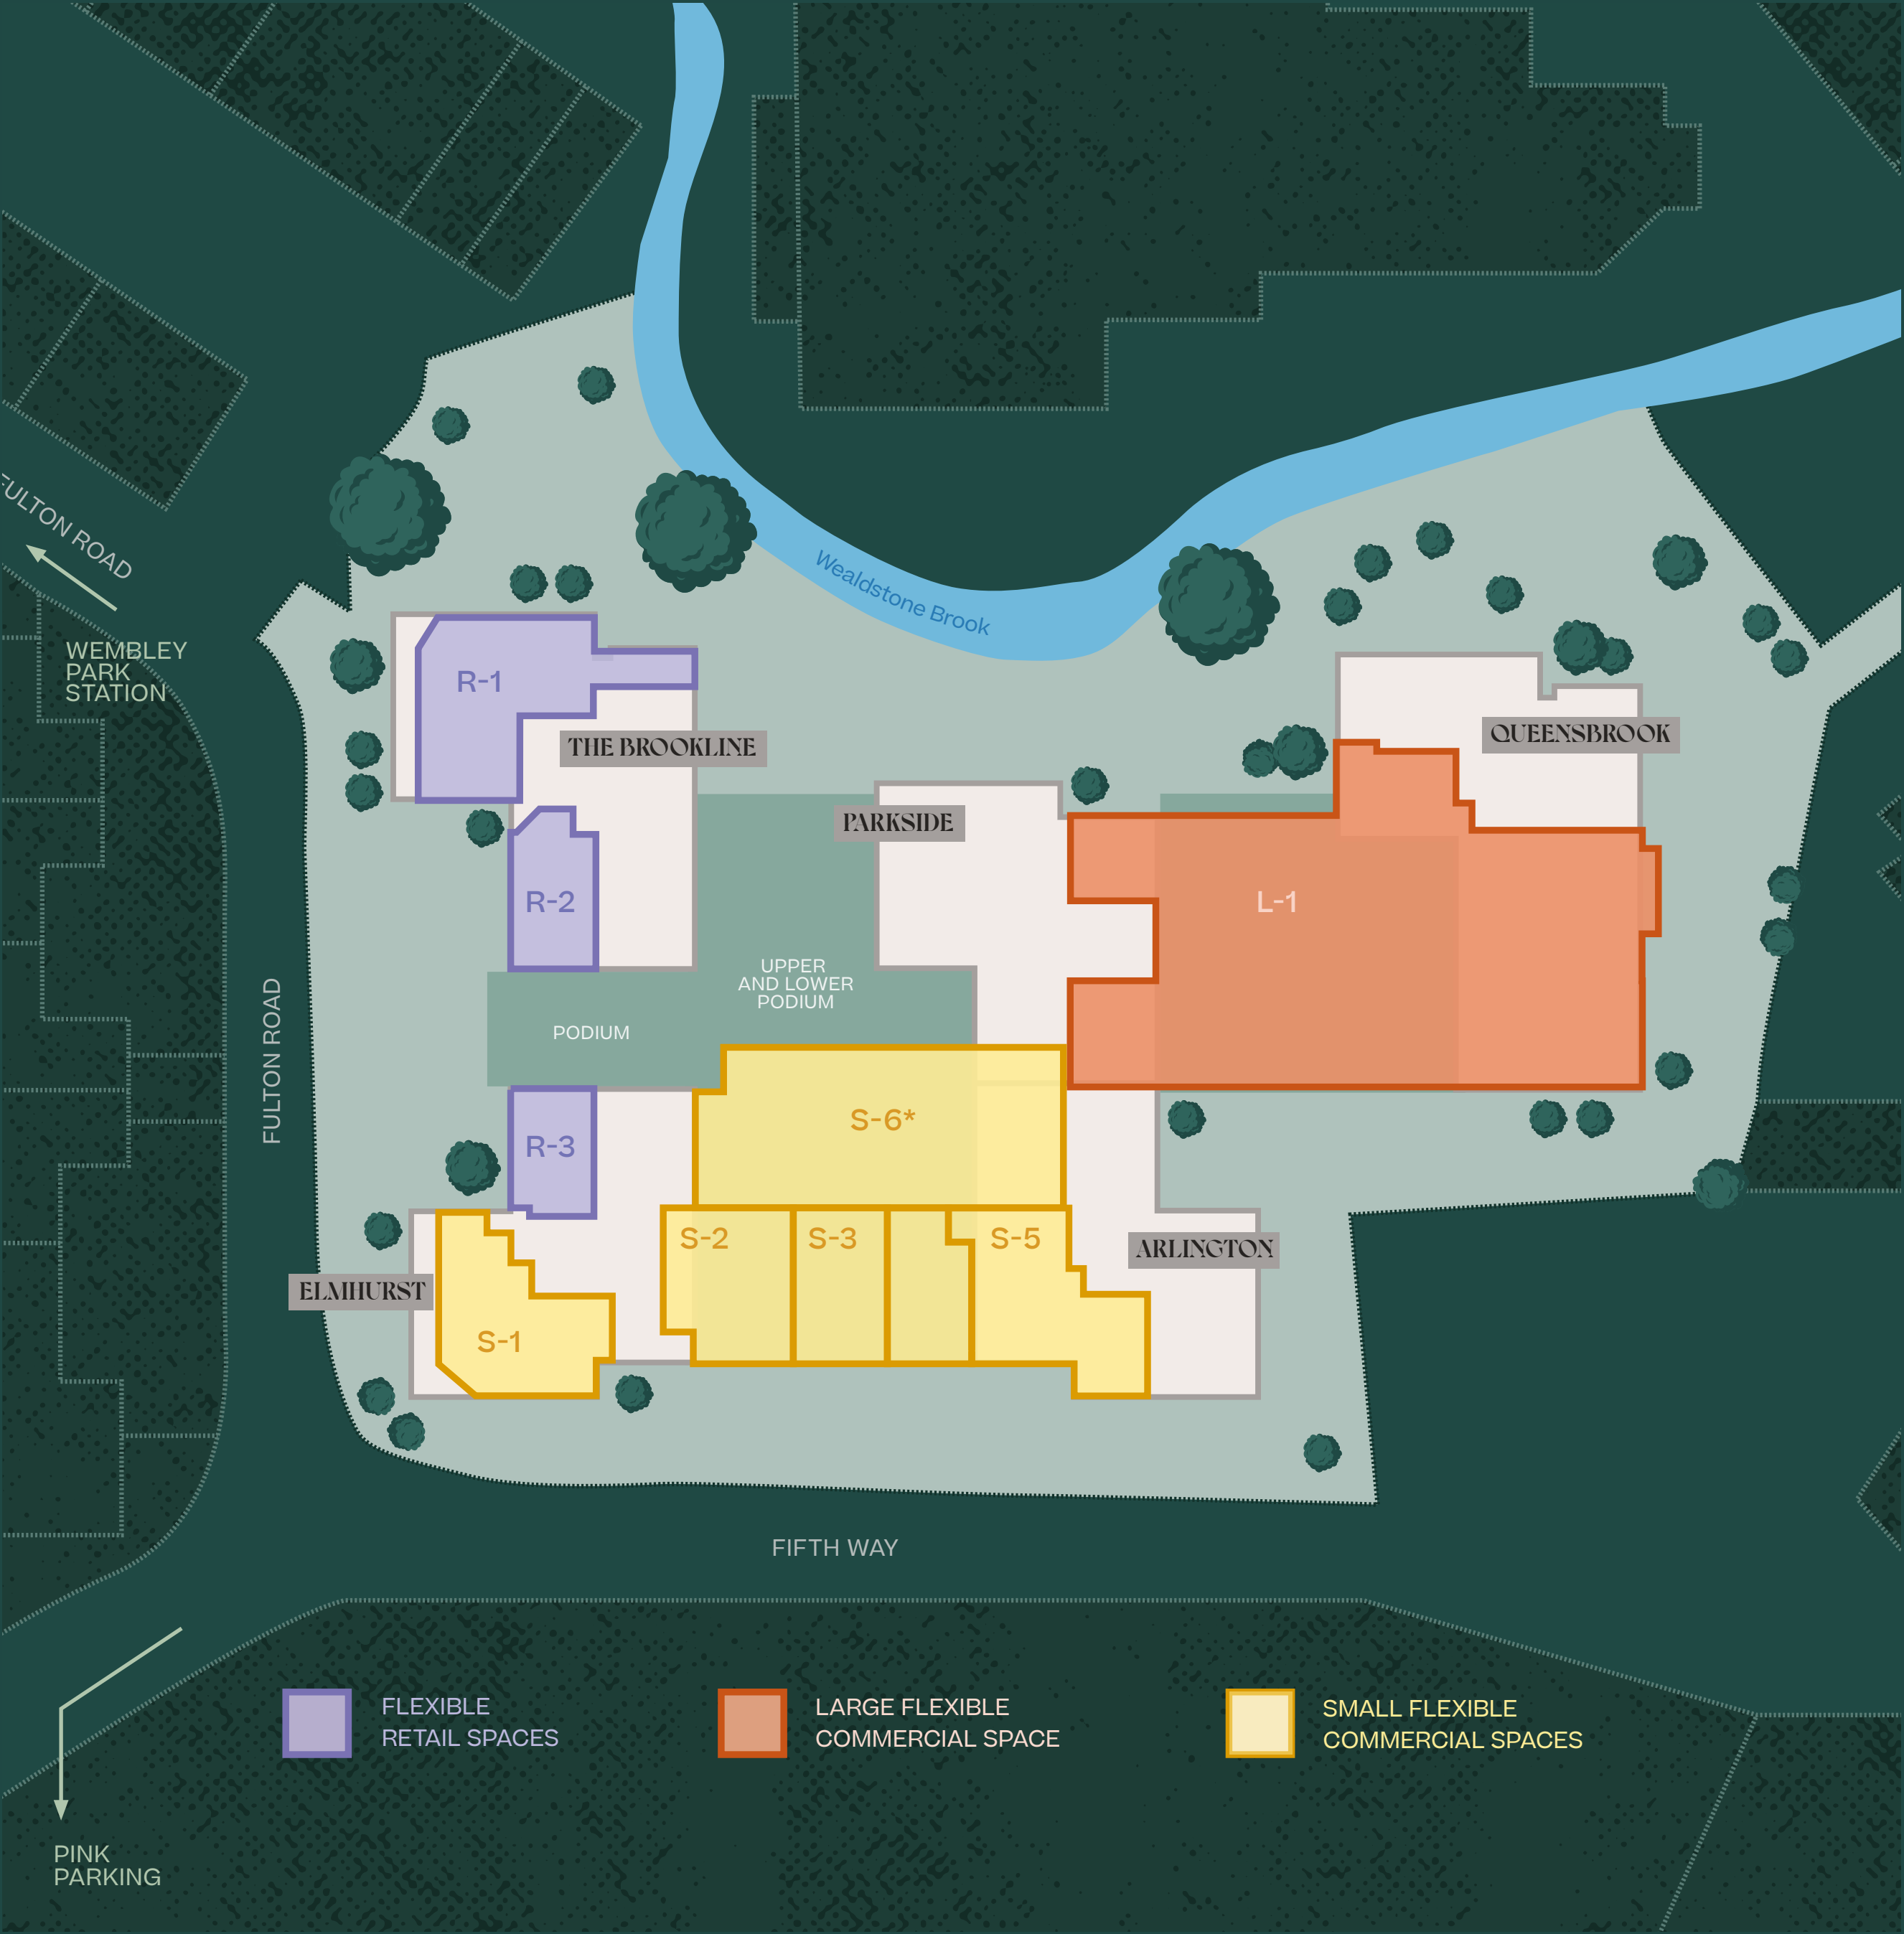 Wealdstone Brook
FULTON ROAD
WEMBLEY
PARK
STATION
R-1
THE BROOKLINE
QUEENSBROOK
PARKSIDE
R-2
L-1
UPPER
AND LOWER
PODIUM
PODIUM
FULTON ROAD
S-6*
R-3
S-2
S-3
S-5
ARLINGTON
ELMHURST
S-1
FIFTH WAY
FLEXIBLE
RETAIL SPACES
LARGE FLEXIBLE
COMMERCIAL SPACE
SMALL FLEXIBLE
COMMERCIAL SPACES
PINK
PARKING